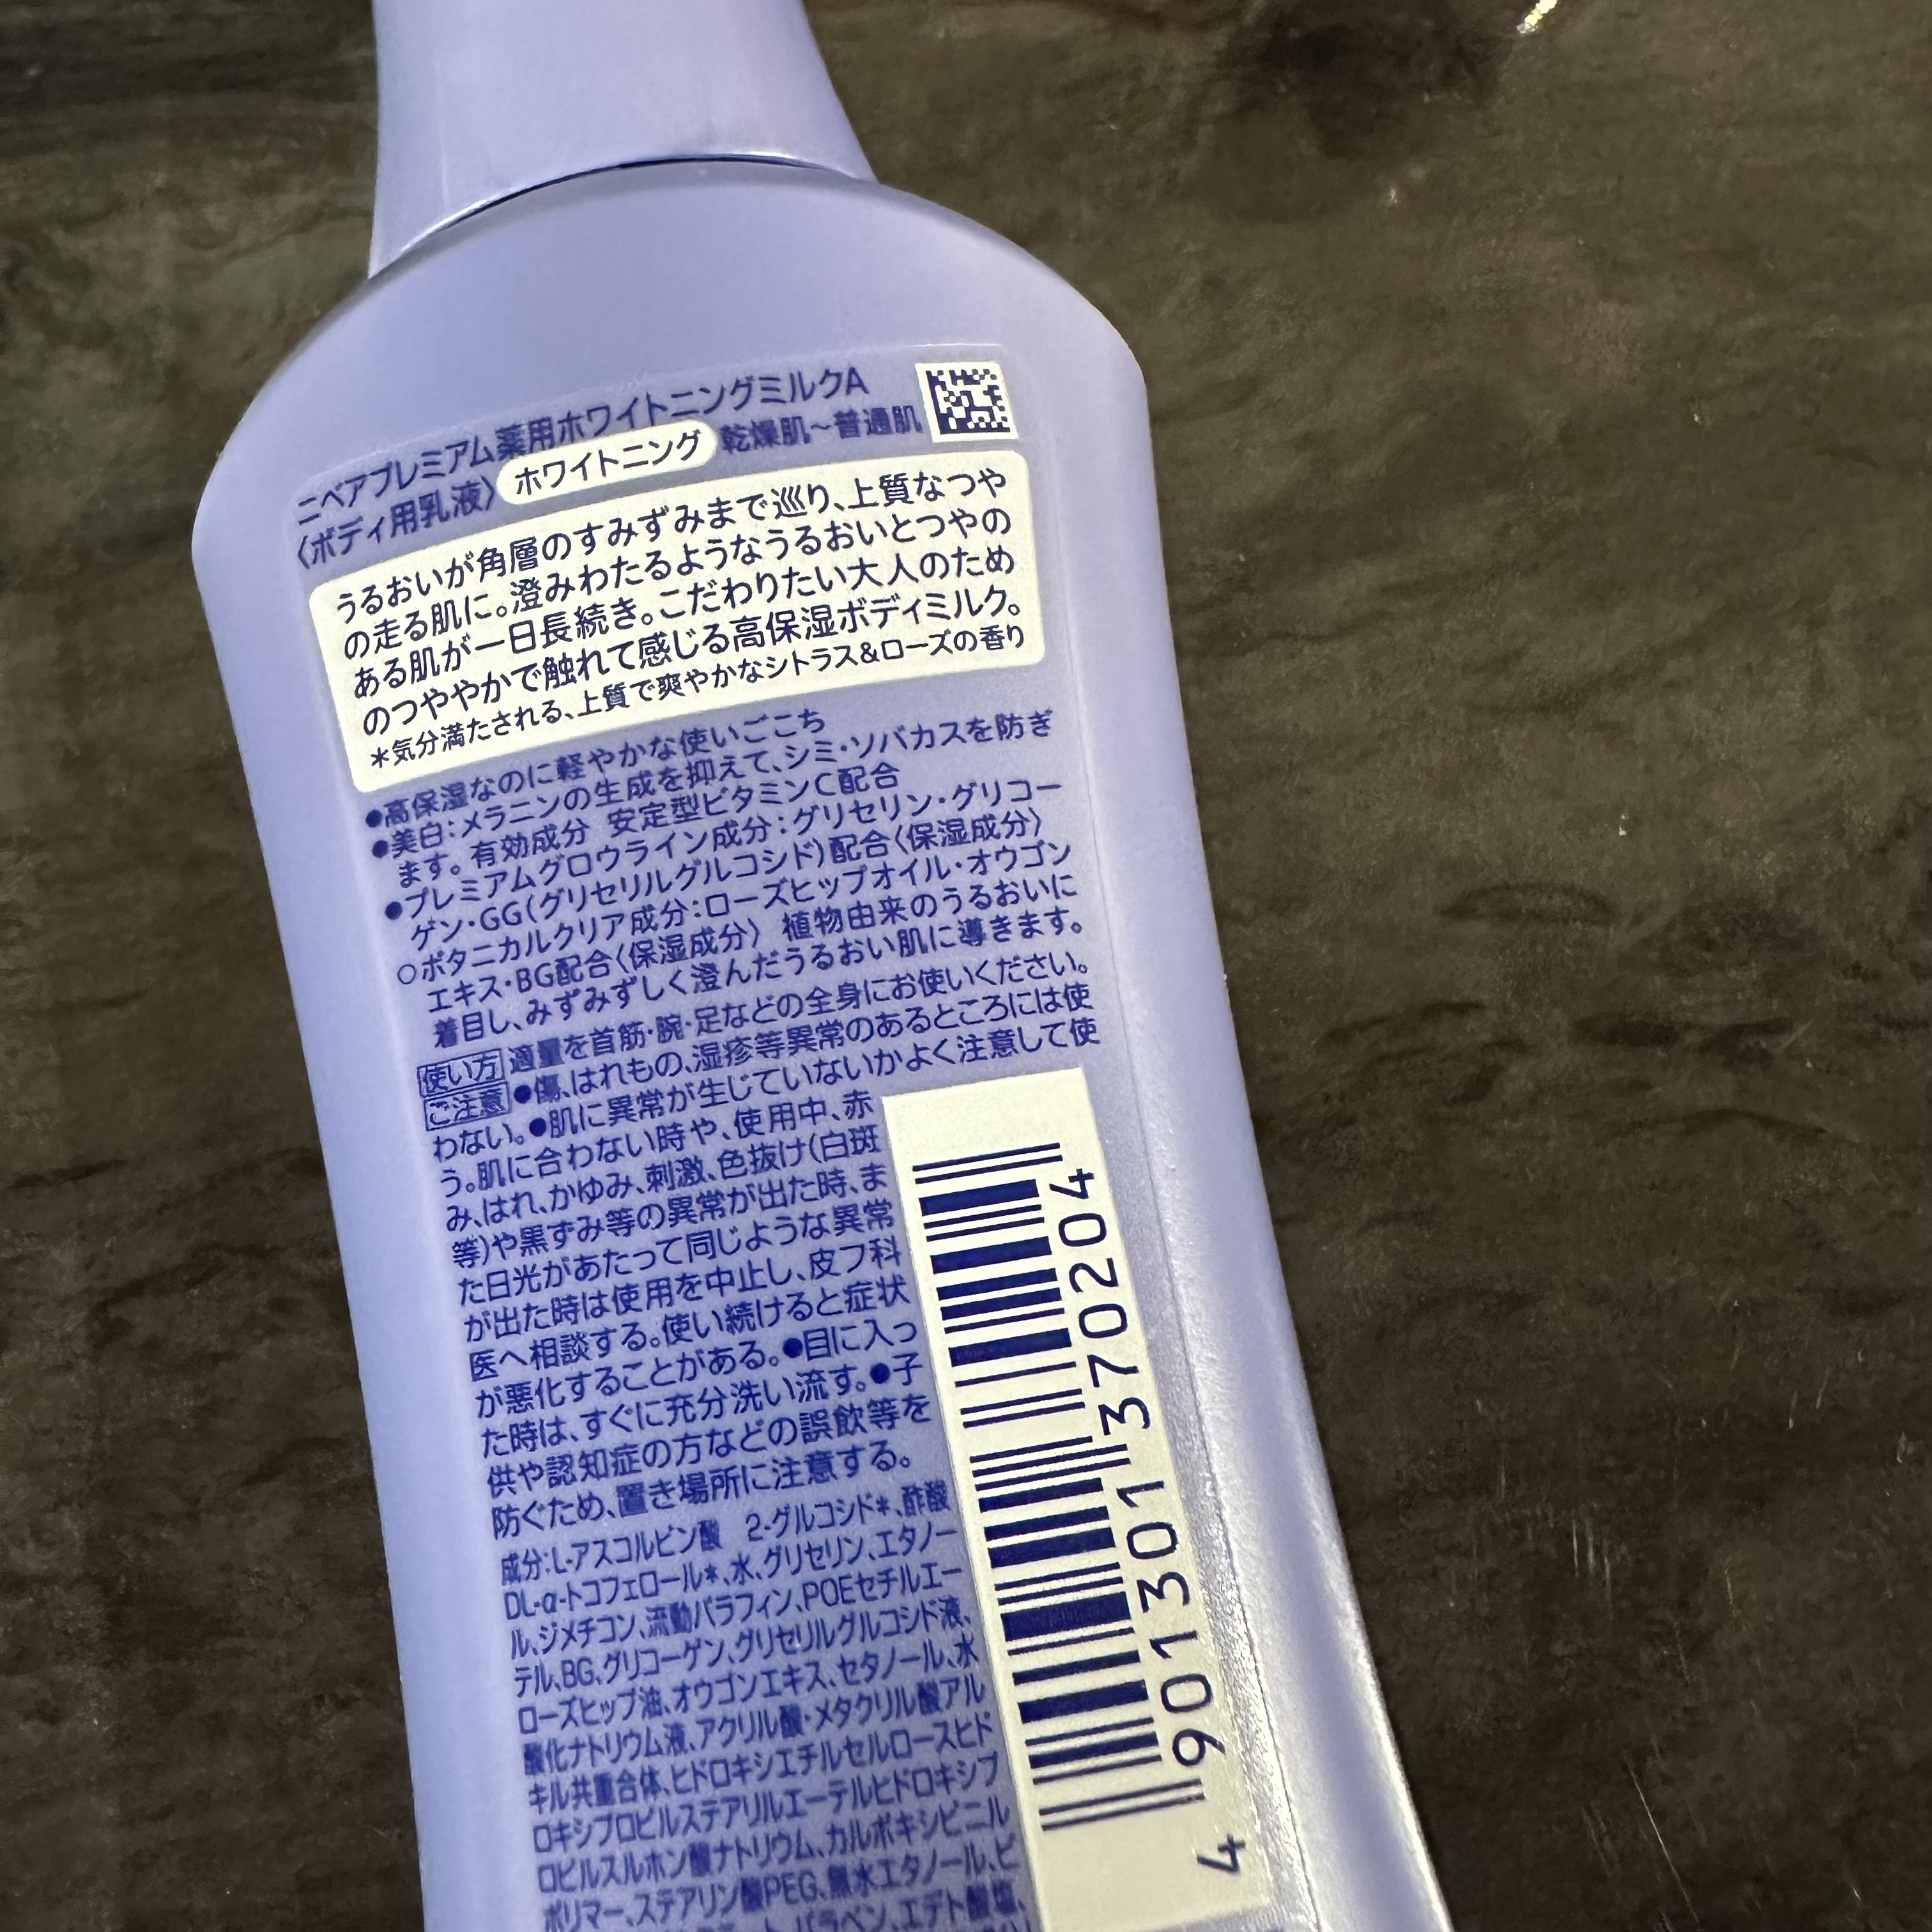 ニベアプレミアム薬用ホワイトニングミルクA
〈ボディ用乳液〉 ホワイトニング 乾燥肌～普通肌
うるおいが角層のすみずみまで巡り、上質なつや
の走る肌に。澄みわたるようなうるおいとつやの
ある肌が一日長続き。こだわりたい大人のため
のつややかで触れて感じる高保湿ボディミルク。
＊気分満たされる、上質で爽やかなシトラス&ローズの香り
●高保湿なのに軽やかな使いごこち
●美白：メラニンの生成を抑えて、シミ・ソバカスを防ぎ
ます。有効成分 安定型ビタミンC配合
●プレミアムグロウライン成分：グリセリン・グリコー
ゲン・GG(グリセリルグルコシド)配合〈保湿成分〉
○ボタニカルクリア成分：ローズヒップオイル・オウゴン
エキス・BG配合〈保湿成分〉 植物由来のうるおいに
着目し、みずみずしく澄んだうるおい肌に導きます。
使い方 適量を首筋・腕・足などの全身にお使いください。
ご注意 ●傷、はれもの、湿疹等異常のあるところには使
わない。●肌に異常が生じていないかよく注意して使
う。肌に合わない時や、使用中、赤
み、はれ、かゆみ、刺激、色抜け(白斑
等)や黒ずみ等の異常が出た時、ま
た日光があたって同じような異常
が出た時は使用を中止し、皮フ科
医へ相談する。使い続けると症状
が悪化することがある。●目に入っ
た時は、すぐに充分洗い流す。●子
供や認知症の方などの誤飲等を
防ぐため、置き場所に注意する。
成分：L-アスコルビン酸 2-グルコシド＊、酢酸
DL-α-トコフェロール＊、水、グリセリン、エタノー
ル、ジメチコン、流動パラフィン、POEセチルエー
テル、BG、グリコーゲン、グリセリルグルコシド液、
ローズヒップ油、オウゴンエキス、セタノール、水
酸化ナトリウム液、アクリル酸・メタクリル酸アル
キル共重合体、ヒドロキシエチルセルロースヒド
ロキシプロピルステアリルエーテルヒドロキシプ
ロピルスルホン酸ナトリウム、カルボキシビニル
ポリマー、ステアリン酸PEG、無水エタノール、ビ
パラベン、エデト酸塩、
4 901301 370204